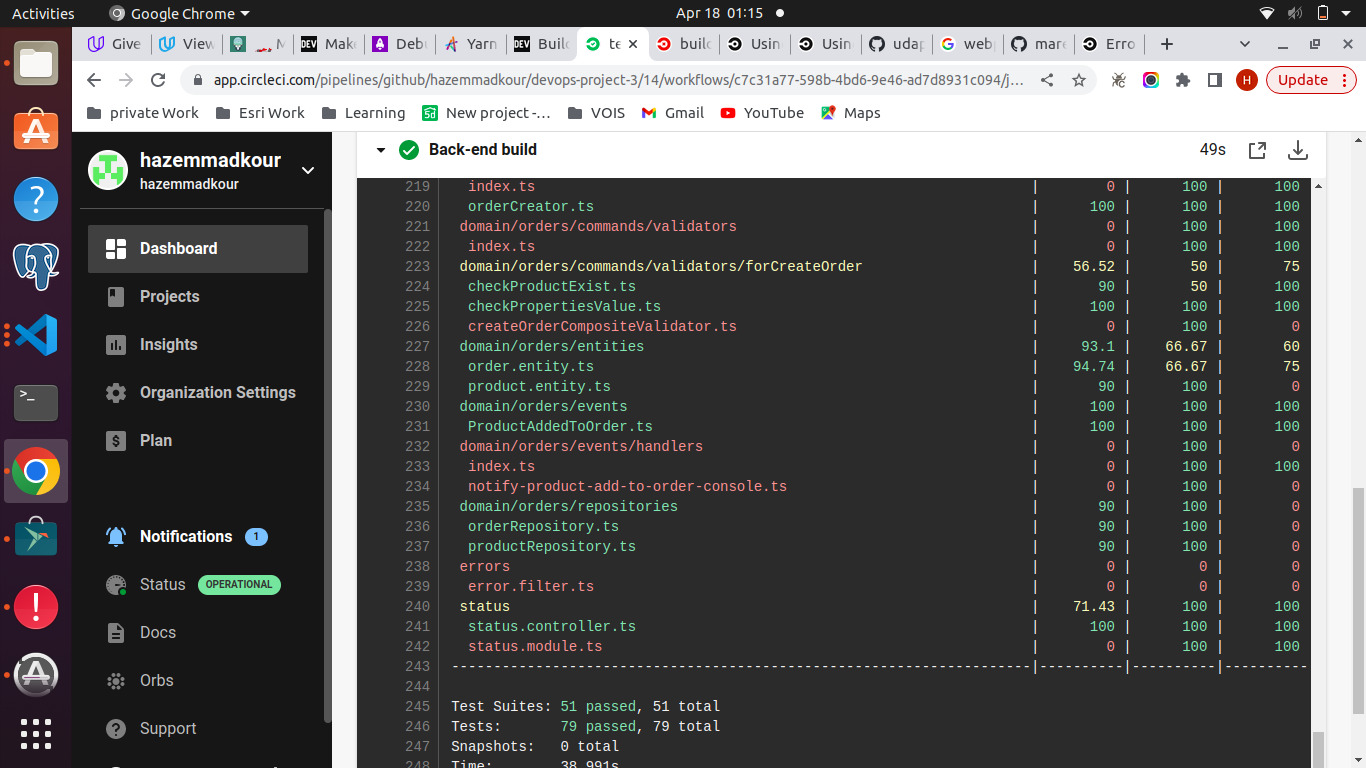 Activities
Google Chrome
Apr 18 01:15
Give
View
M
DEV Make
Debu
Yarn
DEV Build
te
build
Usin
Usin
udap
web
mare
Erro
app.circleci.com/pipelines/github/hazemmadkour/devops-project-3/14/workflows/c7c31a77-598b-4bd6-9e46-ad7d8931c094/j…
H
Update
private Work
Esri Work
Learning
New project -…
VOIS
Gmail
YouTube
Maps
hazemmadkour
hazemmadkour
Dashboard
Projects
Insights
Organization Settings
Plan
Notifications 1
Status OPERATIONAL
Docs
Orbs
Support
Back-end build 49s
219 index.ts | 0 | 100 | 100
220 orderCreator.ts | 100 | 100 | 100
221 domain/orders/commands/validators | 0 | 100 | 100
222 index.ts | 0 | 100 | 100
223 domain/orders/commands/validators/forCreateOrder | 56.52 | 50 | 75
224 checkProductExist.ts | 90 | 50 | 100
225 checkPropertiesValue.ts | 100 | 100 | 100
226 createOrderCompositeValidator.ts | 0 | 100 | 0
227 domain/orders/entities | 93.1 | 66.67 | 60
228 order.entity.ts | 94.74 | 66.67 | 75
229 product.entity.ts | 90 | 100 | 0
230 domain/orders/events | 100 | 100 | 100
231 ProductAddedToOrder.ts | 100 | 100 | 100
232 domain/orders/events/handlers | 0 | 100 | 0
233 index.ts | 0 | 100 | 100
234 notify-product-add-to-order-console.ts | 0 | 100 | 0
235 domain/orders/repositories | 90 | 100 | 0
236 orderRepository.ts | 90 | 100 | 0
237 productRepository.ts | 90 | 100 | 0
238 errors | 0 | 0 | 0
239 error.filter.ts | 0 | 0 | 0
240 status | 71.43 | 100 | 100
241 status.controller.ts | 100 | 100 | 100
242 status.module.ts | 0 | 100 | 100
243 ---------------------------------------------------------------------|----------|----------|----------
244
245 Test Suites: 51 passed, 51 total
246 Tests: 79 passed, 79 total
247 Snapshots: 0 total
248 Time: 38.991s